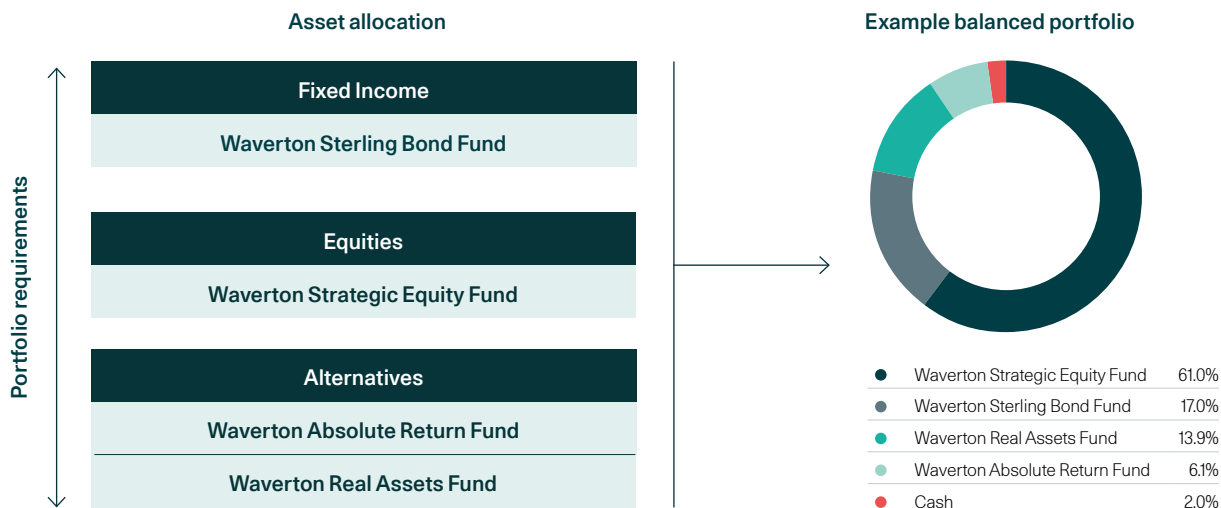 Asset allocation
Portfolio requirements
Fixed Income
Waverton Sterling Bond Fund
Equities
Waverton Strategic Equity Fund
Alternatives
Waverton Absolute Return Fund
Waverton Real Assets Fund
Example balanced portfolio
Waverton Strategic Equity Fund 61.0%
Waverton Sterling Bond Fund 17.0%
Waverton Real Assets Fund 13.9%
Waverton Absolute Return Fund 6.1%
Cash 2.0%